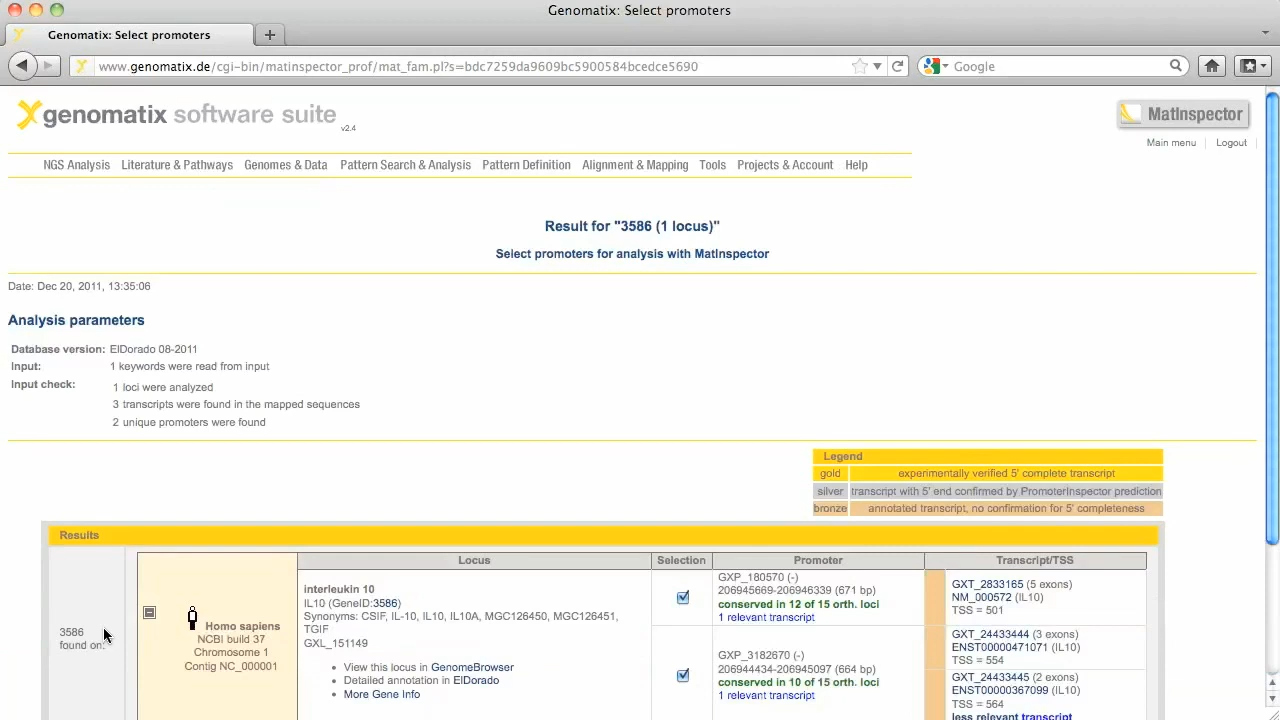 Genomatix: Select promoters
Genomatix: Select promoters
www.genomatix.de/cgi-bin/matinspector_prof/mat_fam.pl?s=bdc7259da9609bc5900584bcedce5690
Google
genomatix software suite v2.4
MatInspector
Main menu
Logout
NGS Analysis Literature & Pathways Genomes & Data Pattern Search & Analysis Pattern Definition Alignment & Mapping Tools Projects & Account Help
Result for "3586 (1 locus)"
Select promoters for analysis with MatInspector
Date: Dec 20, 2011, 13:35:06
Analysis parameters
Database version: ElDorado 08-2011
Input: 1 keywords were read from input
Input check: 1 loci were analyzed
3 transcripts were found in the mapped sequences
2 unique promoters were found
Legend
gold experimentally verified 5' complete transcript
silver transcript with 5' end confirmed by PromoterInspector prediction
bronze annotated transcript, no confirmation for 5' completeness
Results
Locus Selection Promoter Transcript/TSS
3586
found on:
Homo sapiens
NCBI build 37
Chromosome 1
Contig NC_000001
interleukin 10
IL10 (GeneID:3586)
Synonyms: CSIF, IL-10, IL10, IL10A, MGC126450, MGC126451,
TGIF
GXL_151149
View this locus in GenomeBrowser
Detailed annotation in ElDorado
More Gene Info
GXP_180570 (-)
206945669-206946339 (671 bp)
conserved in 12 of 15 orth. loci
1 relevant transcript
GXP_3182670 (-)
206944434-206945097 (664 bp)
conserved in 10 of 15 orth. loci
1 relevant transcript
GXT_2833165 (5 exons)
NM_000572 (IL10)
TSS = 501
GXT_24433444 (3 exons)
ENST00000471071 (IL10)
TSS = 554
GXT_24433445 (2 exons)
ENST00000367099 (IL10)
TSS = 564
less relevant transcript